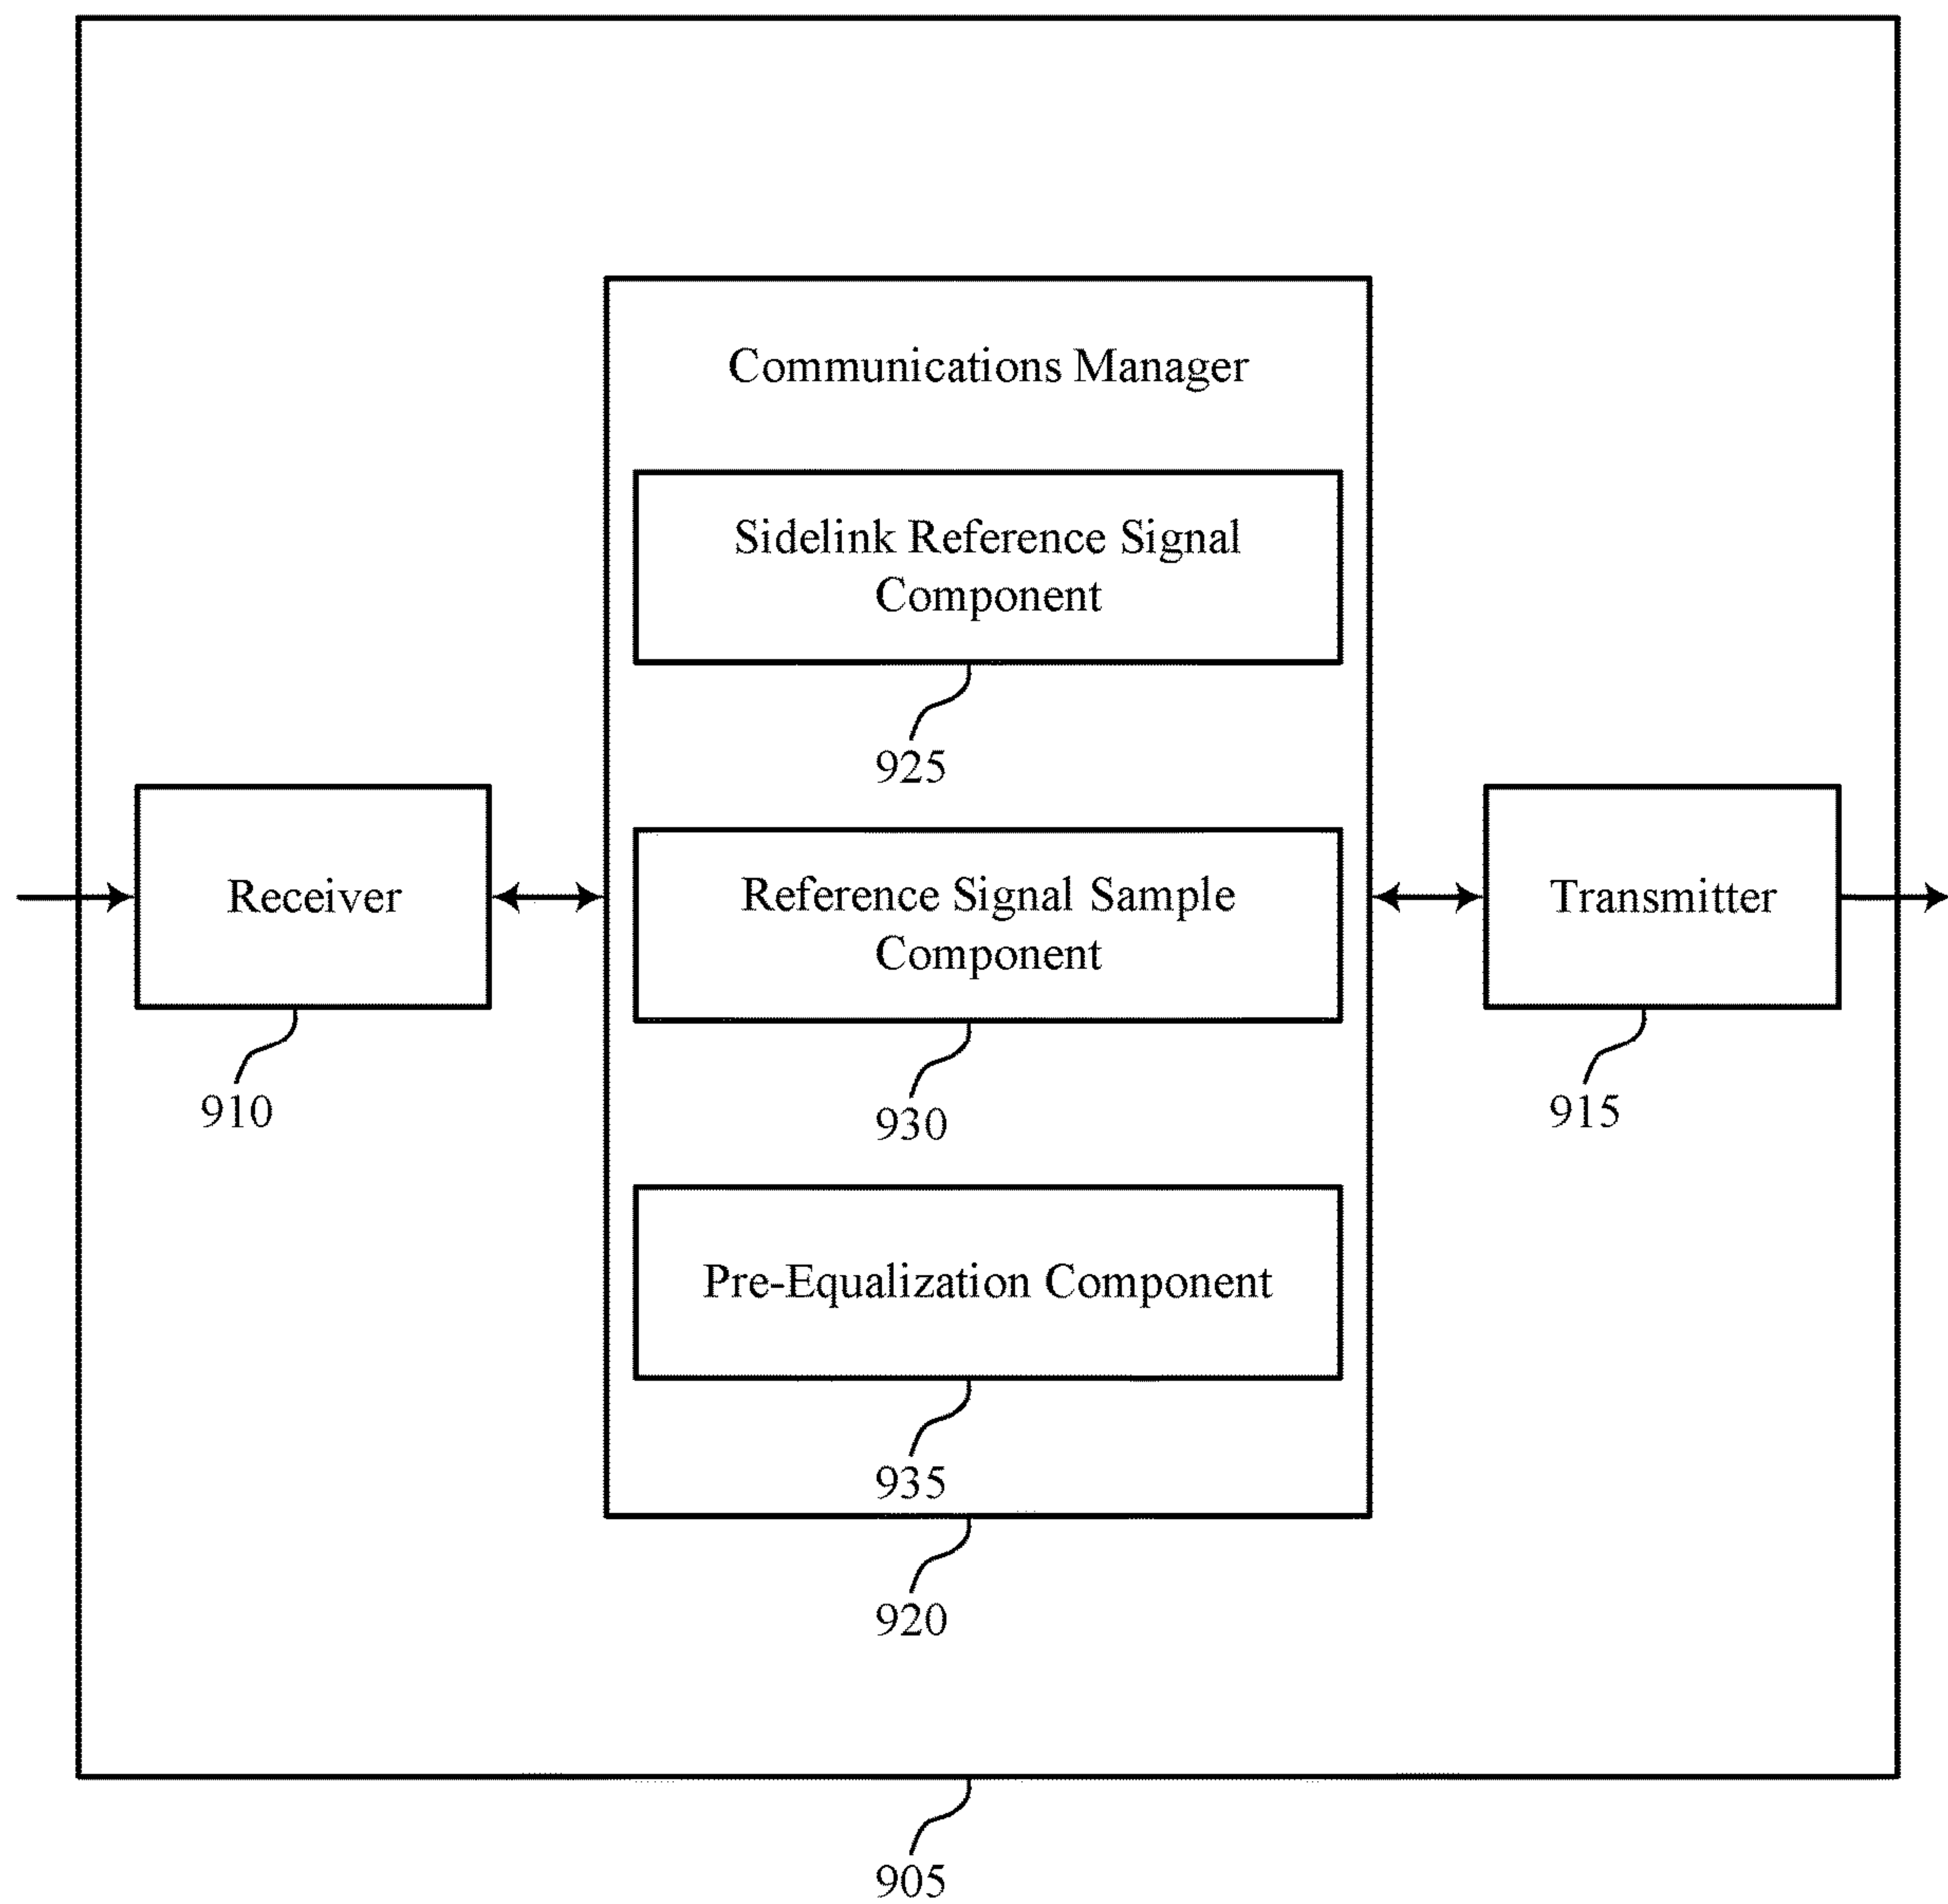 Communications Manager
Sidelink Reference Signal
Component
925
Receiver
910
Reference Signal Sample
Component
930
Transmitter
915
Pre-Equalization Component
935
920
905